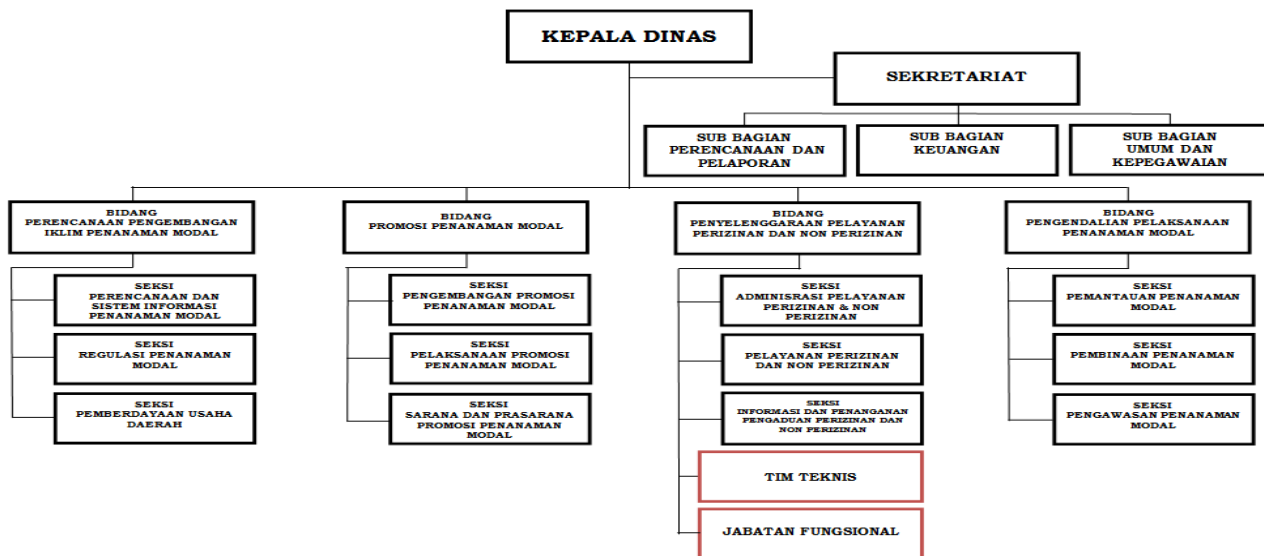 KEPALA DINAS
SEKRETARIAT
SUB BAGIAN
PERENCANAAN DAN
PELAPORAN
SUB BAGIAN
KEUANGAN
SUB BAGIAN
UMUM DAN
KEPEGAWAIAN
BIDANG
PERENCANAAN PENGEMBANGAN
IKLIM PENANAMAN MODAL
SEKSI
PERENCANAAN DAN
SISTEM INFORMASI
PENANAMAN MODAL
SEKSI
REGULASI PENANAMAN
MODAL
SEKSI
PEMBERDAYAAN USAHA
DAERAH
BIDANG
PROMOSI PENANAMAN MODAL
SEKSI
PENGEMBANGAN PROMOSI
PENANAMAN MODAL
SEKSI
PELAKSANAAN PROMOSI
PENANAMAN MODAL
SEKSI
SARANA DAN PRASARANA
PROMOSI PENANAMAN
MODAL
BIDANG
PENYELENGGARAAN PELAYANAN
PERIZINAN DAN NON PERIZINAN
SEKSI
ADMINISRASI PELAYANAN
PERIZINAN & NON
PERIZINAN
SEKSI
PELAYANAN PERIZINAN
DAN NON PERIZINAN
SEKSI
INFORMASI DAN PENANGANAN
PENGADUAN PERIZINAN DAN
NON PERIZINAN
TIM TEKNIS
JABATAN FUNGSIONAL
BIDANG
PENGENDALIAN PELAKSANAAN
PENANAMAN MODAL
SEKSI
PEMANTAUAN PENANAMAN
MODAL
SEKSI
PEMBINAAN PENANAMAN
MODAL
SEKSI
PENGAWASAN PENANAMAN
MODAL